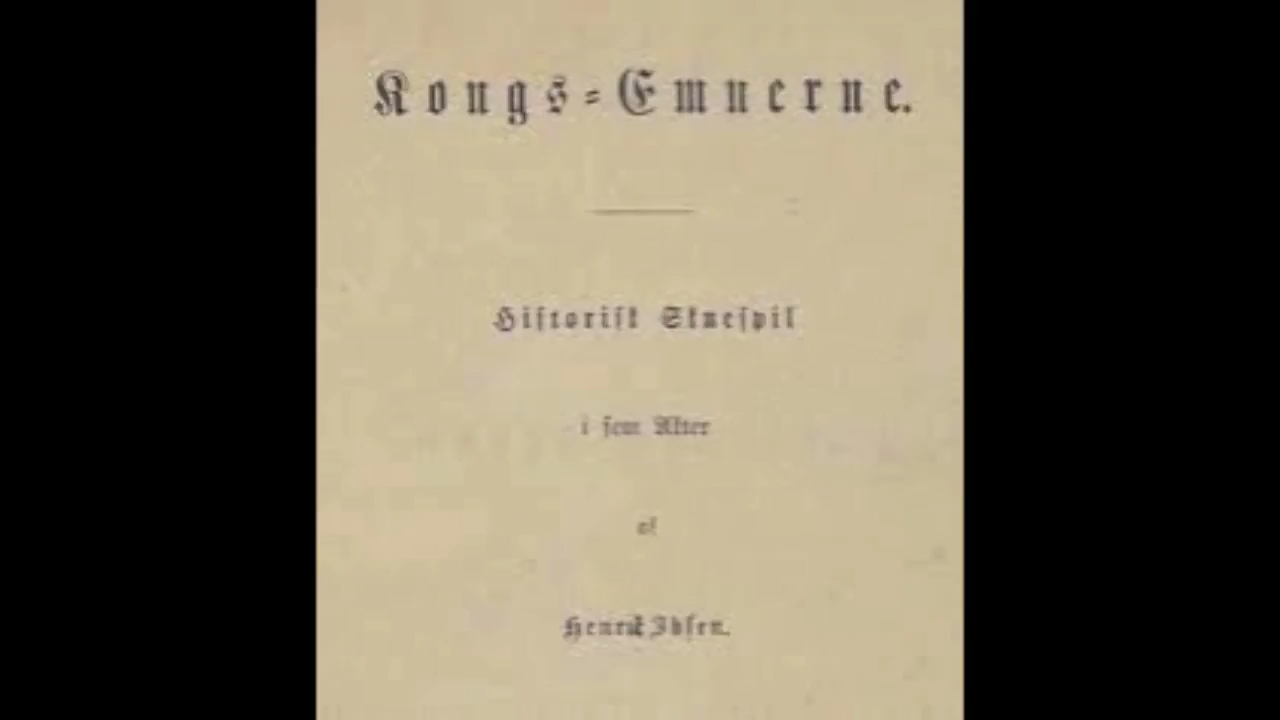 Kongs-Emnerne.
Historisk Skuespil
i fem Akter
af
Henrik Ibsen.